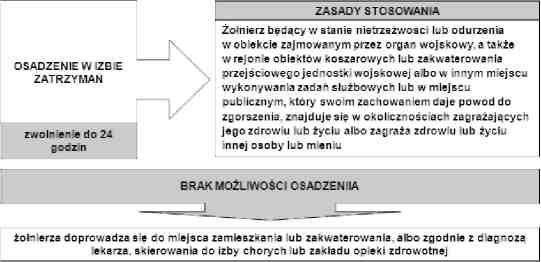 OSADZENIE W IZBIE
ZATRZYMAN
zwolnienie do 24
godzin
ZASADY STOSOWANIA
Żołnierz będący w stanie nietrzeźwości lub odurzenia
w obiekcie zajmowanym przez organ wojskowy, a także
w rejonie obiektów koszarowych lub zakwaterowania
przejściowego jednostki wojskowej albo w innym miejscu
wykonywania zadań służbowych lub w miejscu
publicznym, który swoim zachowaniem daje powód do
zgorszenia, znajduje się w okolicznościach zagrażających
jego zdrowiu lub życiu albo zagraża zdrowiu lub życiu
innej osoby lub mieniu
BRAK MOŻLIWOŚCI OSADZENIIA
żołnierza doprowadza się do miejsca zamieszkania lub zakwaterowania, albo zgodnie z diagnozą
lekarza, skierowania do izby chorych lub zakładu opieki zdrowotnej